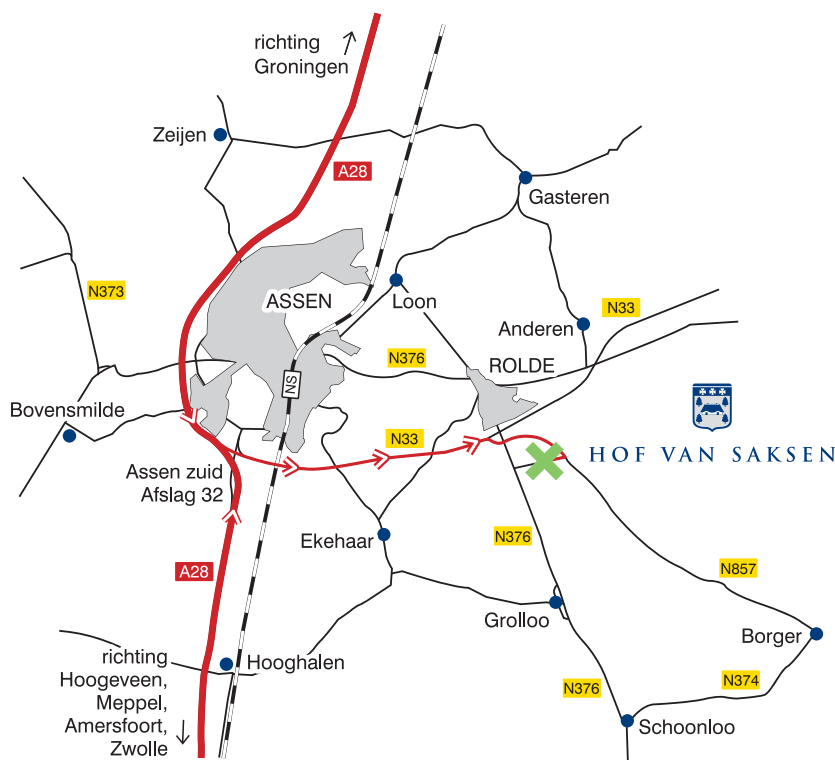 richting
Groningen
Zeijen
A28
Gasteren
N373
ASSEN
Loon
N33
Anderen
N376
ROLDE
NS
Bovensmilde
N33
HOF VAN SAKSEN
Assen zuid
Afslag 32
Ekehaar
N376
N857
A28
Grolloo
Borger
richting
Hoogeveen,
Meppel,
Amersfoort,
Zwolle
Hooghalen
N376
N374
Schoonloo